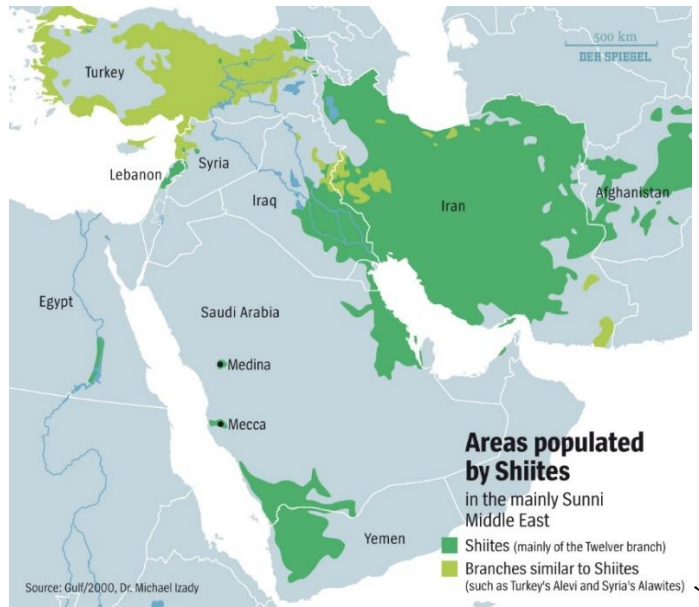 500 km
DER SPIEGEL
Turkey
Lebanon
Syria
Iraq
Iran
Afghanistan
Egypt
Saudi Arabia
Medina
Mecca
Yemen
Areas populated
by Shiites
in the mainly Sunni
Middle East
Shiites (mainly of the Twelver branch)
Branches similar to Shiites
(such as Turkey's Alevi and Syria's Alawites)
Source: Gulf/2000, Dr. Michael Izady